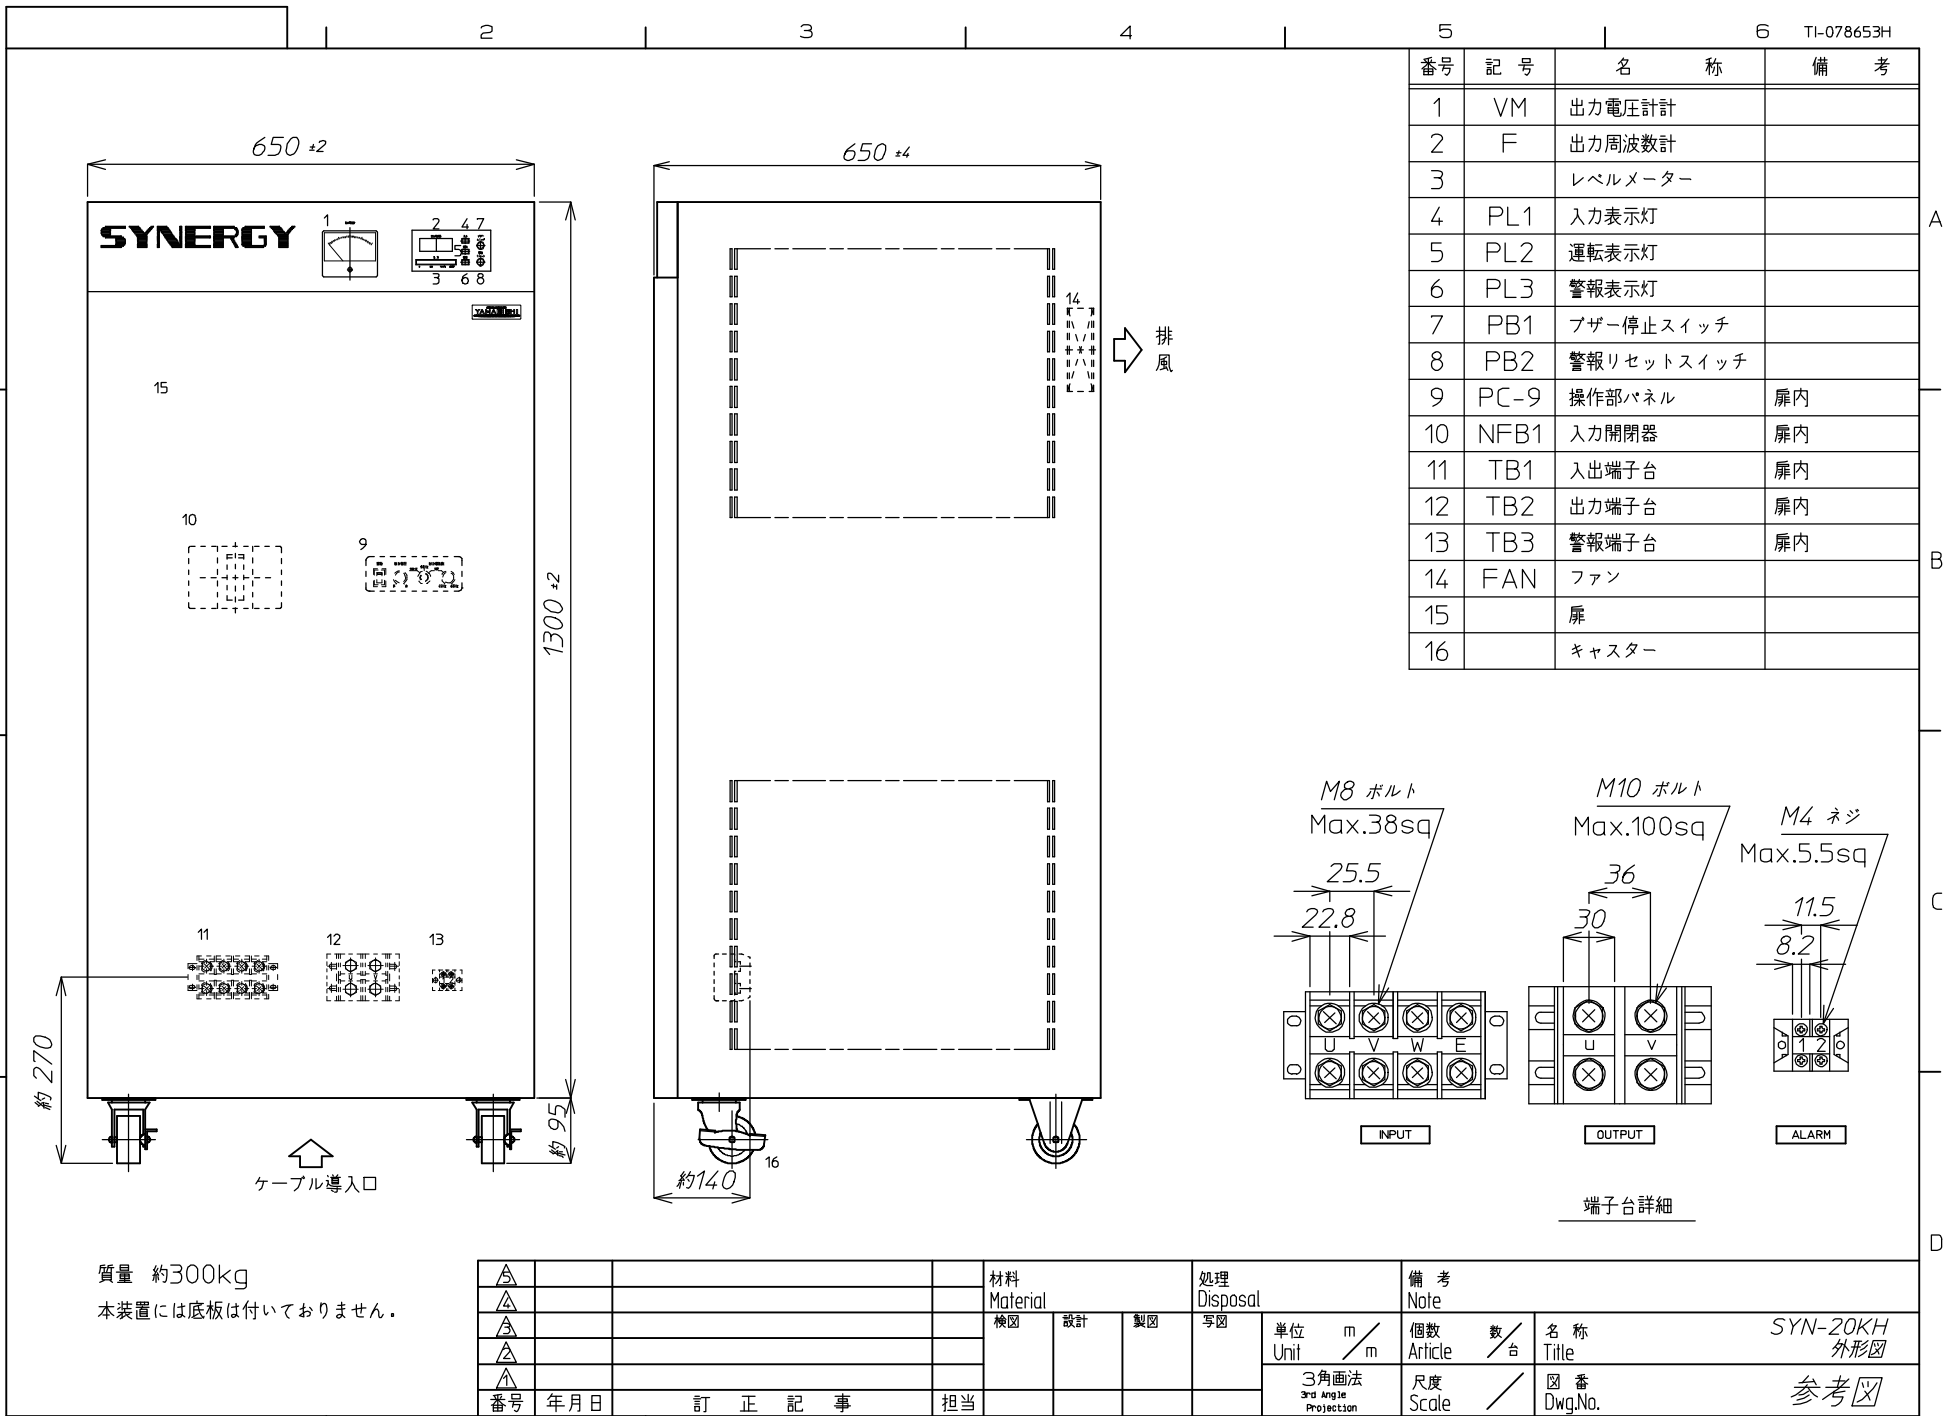 2 3 4 5 6 TI-078653H
番号 記号 名称 備考
1 VM 出力電圧計計
2 F 出力周波数計
3 レベルメーター
4 PL1 入力表示灯
5 PL2 運転表示灯
6 PL3 警報表示灯
7 PB1 ブザー停止スイッチ
8 PB2 警報リセットスイッチ
9 PC-9 操作部パネル 扉内
10 NFB1 入力開閉器 扉内
11 TB1 入出端子台 扉内
12 TB2 出力端子台 扉内
13 TB3 警報端子台 扉内
14 FAN ファン
15 扉
16 キャスター
A
B
C
D
650 ±2
650 ±4
SYNERGY
1
2 4 7
5
3 6 8
14
排
風
15
10
9
1300 ±2
11 12 13
約 270
約 95
ケーブル導入口
16
約140
M8 ボルト
Max.38sq
25.5
22.8
U V W E
INPUT
M10 ボルト
Max.100sq
36
30
U V
OUTPUT
M4 ネジ
Max.5.5sq
11.5
8.2
1 2
ALARM
端子台詳細
質量 約300kg
本装置には底板は付いておりません.
5
4
3
2
1
番号 年月日 訂正記事 担当
材料
Material
処理
Disposal
備考
Note
検図 設計 製図 写図
単位 m/m
Unit
個数 数/台
Article
名称
Title
SYN-20KH
外形図
3角画法
3rd Angle
Projection
尺度 /
Scale
図番
Dwg.No.
参考図